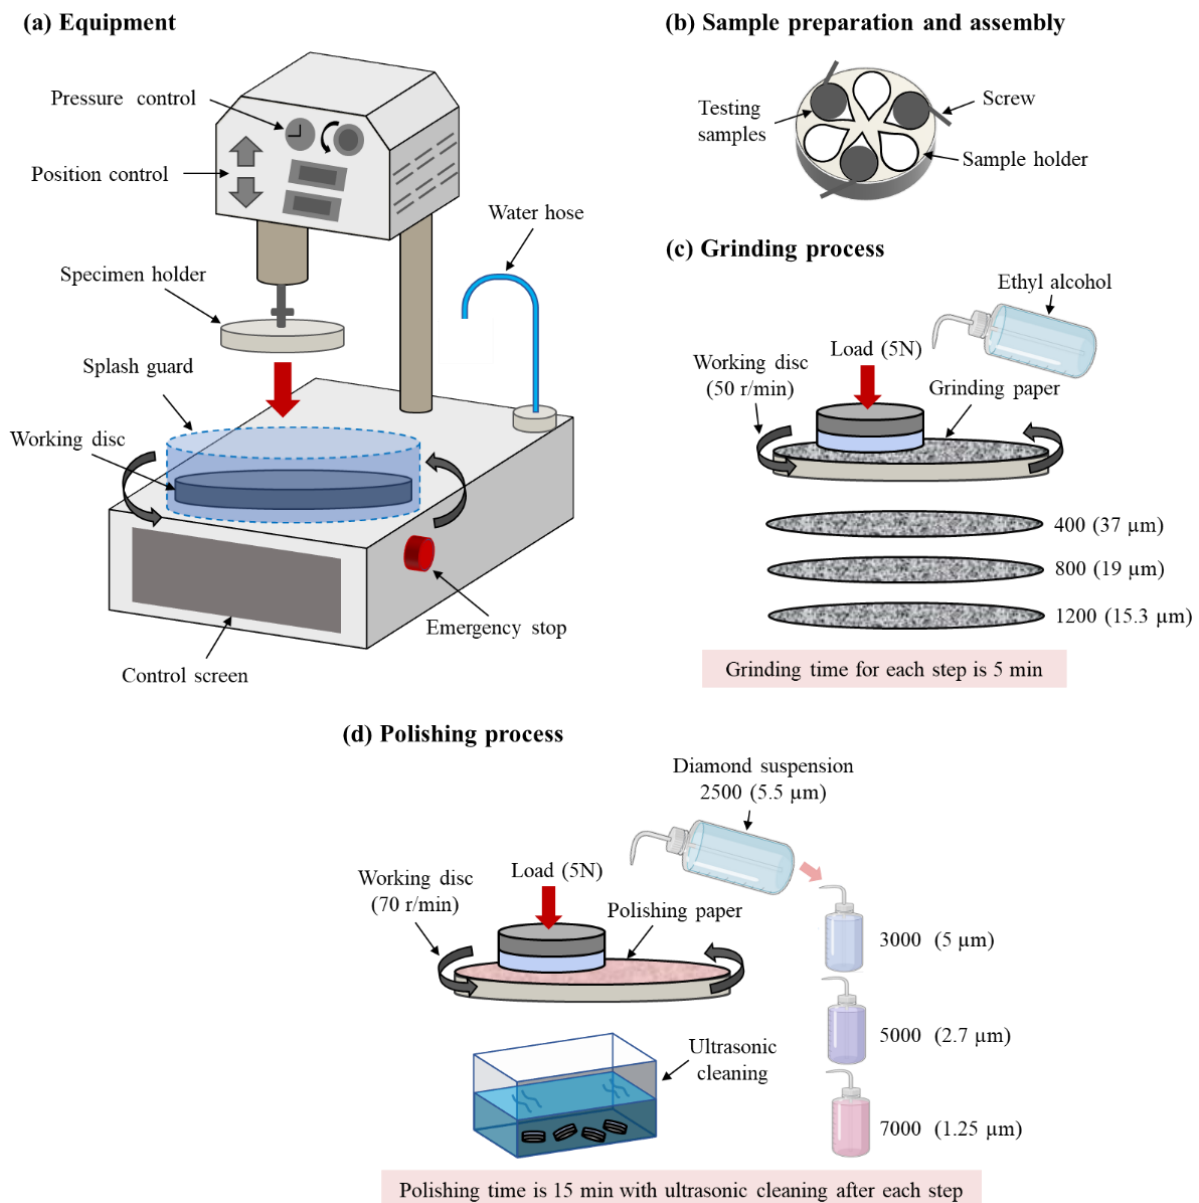 (a) Equipment
Pressure control
Position control
Specimen holder
Splash guard
Working disc
Water hose
Emergency stop
Control screen
(b) Sample preparation and assembly
Testing
samples
Screw
Sample holder
(c) Grinding process
Ethyl alcohol
Working disc
(50 r/min)
Load (5N)
Grinding paper
400 (37 µm)
800 (19 µm)
1200 (15.3 µm)
Grinding time for each step is 5 min
(d) Polishing process
Diamond suspension
2500 (5.5 µm)
Working disc
(70 r/min)
Load (5N)
Polishing paper
3000 (5 µm)
5000 (2.7 µm)
7000 (1.25 µm)
Ultrasonic
cleaning
Polishing time is 15 min with ultrasonic cleaning after each step